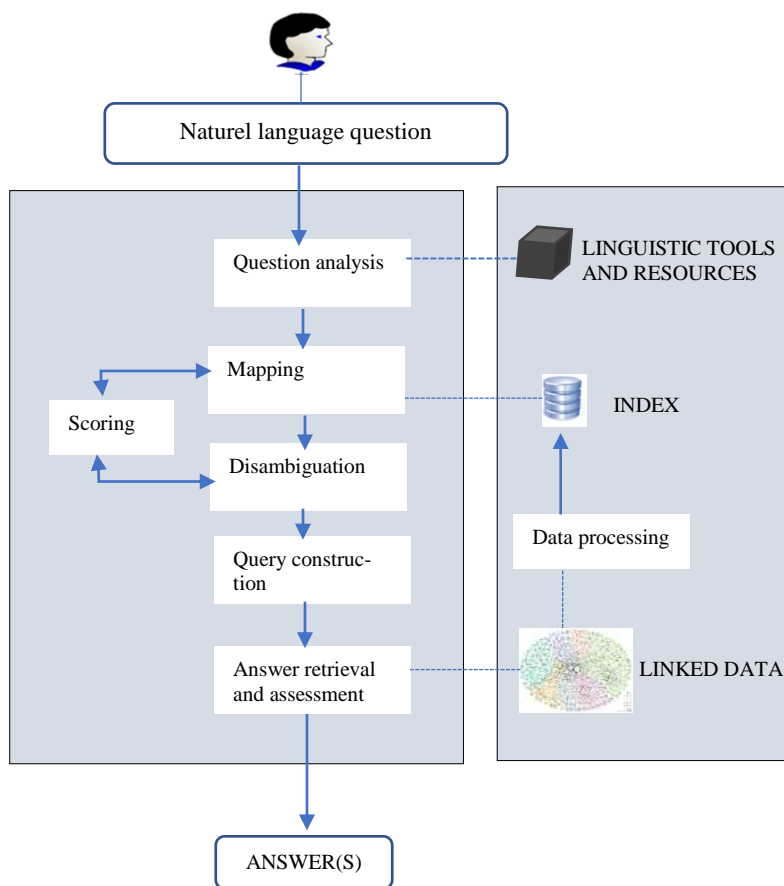 Naturel language question
Question analysis
LINGUISTIC TOOLS
AND RESOURCES
Mapping
INDEX
Scoring
Disambiguation
Data processing
Query construc-
tion
Answer retrieval
and assessment
LINKED DATA
ANSWER(S)